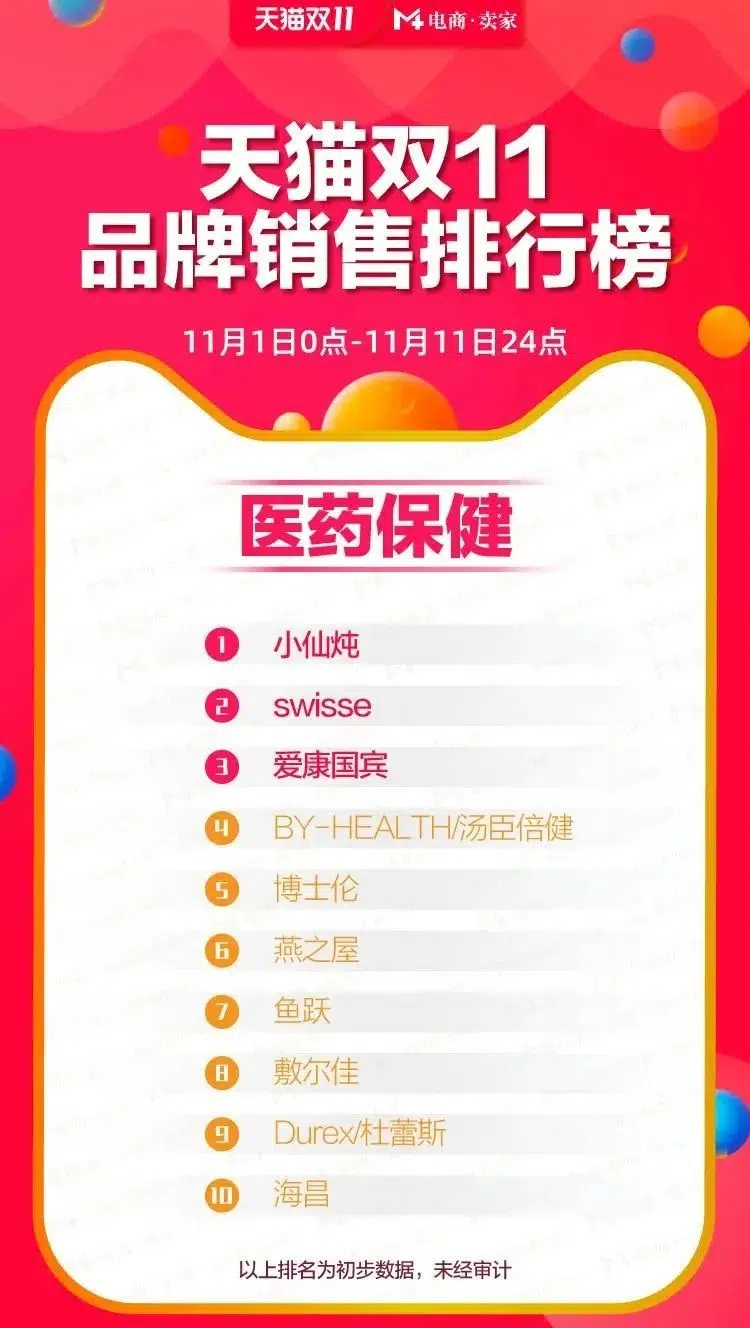 天猫双11 M4电商·卖家
天猫双11
品牌销售排行榜
11月1日0点-11月11日24点
医药保健
1 小仙炖
2 swisse
3 爱康国宾
4 BY-HEALTH/汤臣倍健
5 博士伦
6 燕之屋
7 鱼跃
8 敷尔佳
9 Durex/杜蕾斯
10 海昌
以上排名为初步数据，未经审计